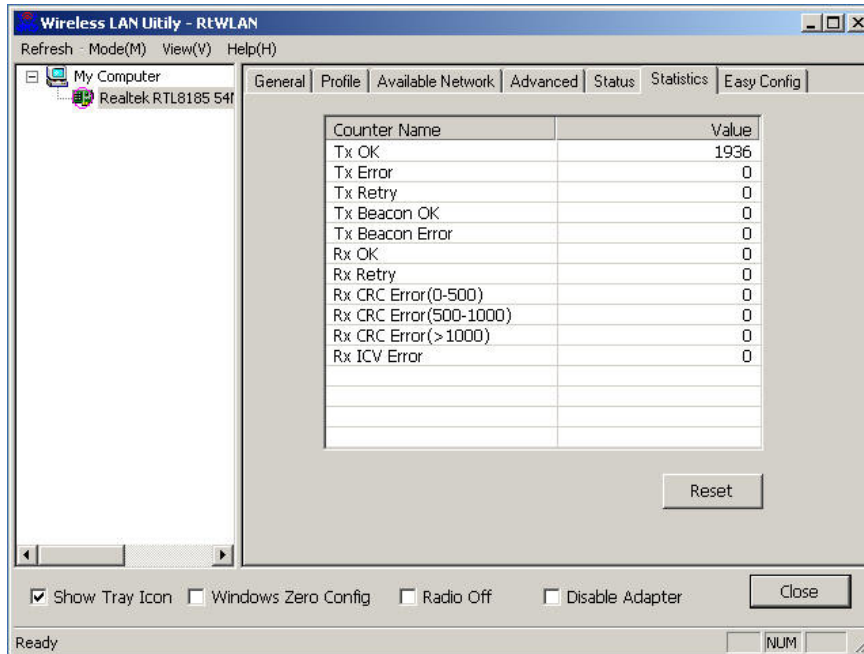 Wireless LAN Uitily - RtWLAN
Refresh - Mode(M) View(V) Help(H)
My Computer
Realtek RTL8185 54
General Profile Available Network Advanced Status Statistics Easy Config
Counter Name Value
Tx OK 1936
Tx Error 0
Tx Retry 0
Tx Beacon OK 0
Tx Beacon Error 0
Rx OK 0
Rx Retry 0
Rx CRC Error(0-500) 0
Rx CRC Error(500-1000) 0
Rx CRC Error(>1000) 0
Rx ICV Error 0
Reset
Show Tray Icon Windows Zero Config Radio Off Disable Adapter Close
Ready NUM